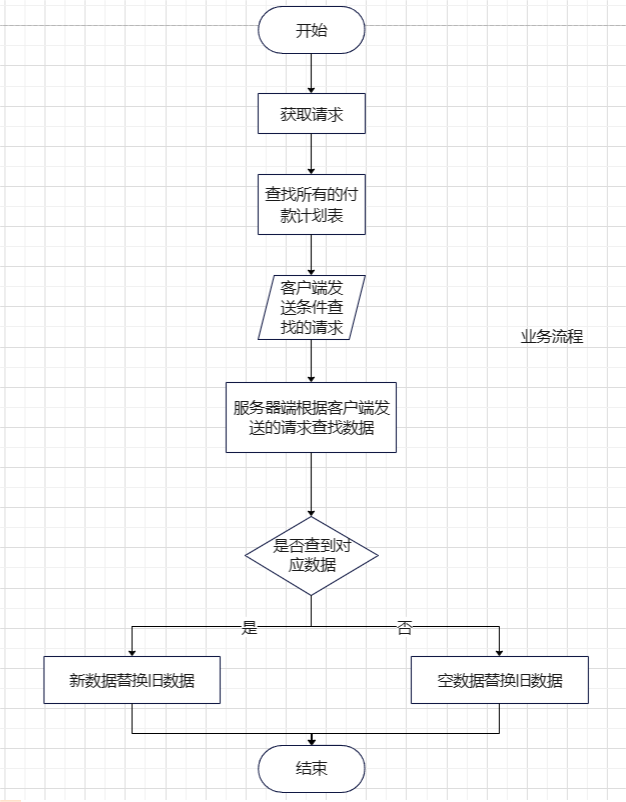 开始
获取请求
查找所有的付
款计划表
客户端发
送条件查
找的请求
业务流程
服务器端根据客户端发
送的请求查找数据
是否查到对
应数据
是
否
新数据替换旧数据
空数据替换旧数据
结束